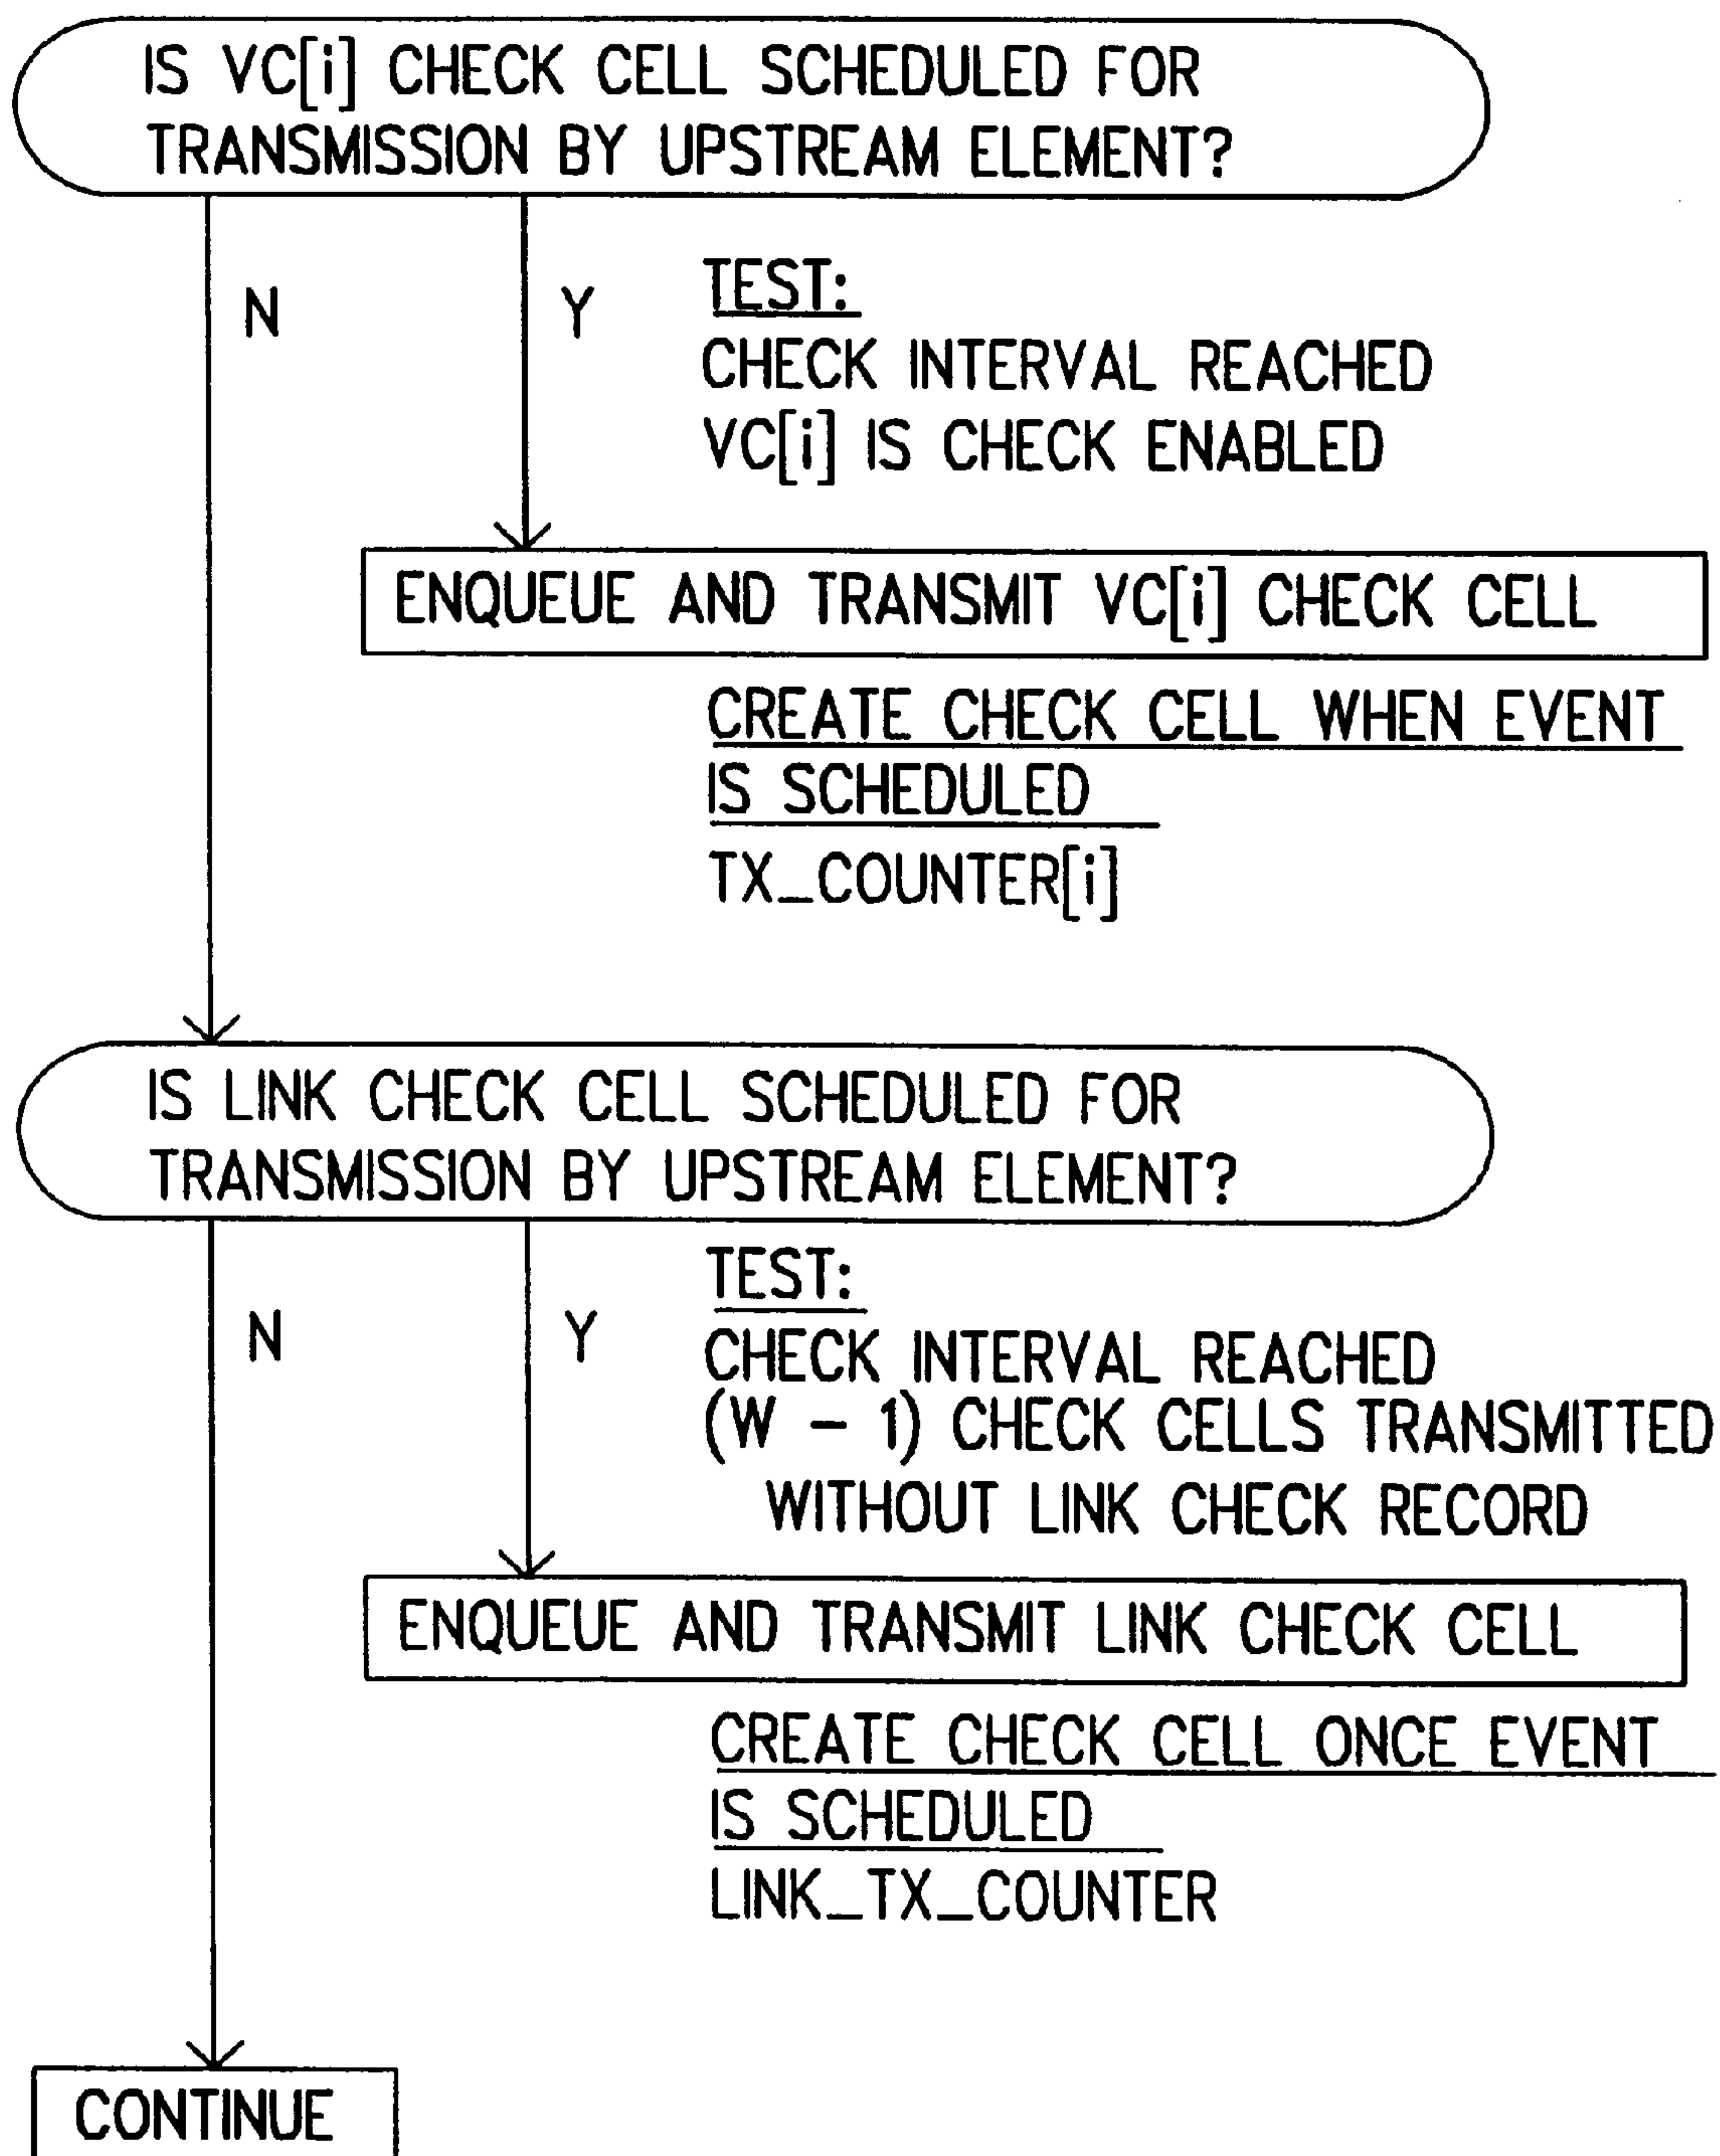 IS VC[i] CHECK CELL SCHEDULED FOR
TRANSMISSION BY UPSTREAM ELEMENT?
N
Y
TEST:
CHECK INTERVAL REACHED
VC[i] IS CHECK ENABLED
ENQUEUE AND TRANSMIT VC[i] CHECK CELL
CREATE CHECK CELL WHEN EVENT
IS SCHEDULED
TX_COUNTER[i]
IS LINK CHECK CELL SCHEDULED FOR
TRANSMISSION BY UPSTREAM ELEMENT?
N
Y
TEST:
CHECK INTERVAL REACHED
(W – 1) CHECK CELLS TRANSMITTED
WITHOUT LINK CHECK RECORD
ENQUEUE AND TRANSMIT LINK CHECK CELL
CREATE CHECK CELL ONCE EVENT
IS SCHEDULED
LINK_TX_COUNTER
CONTINUE